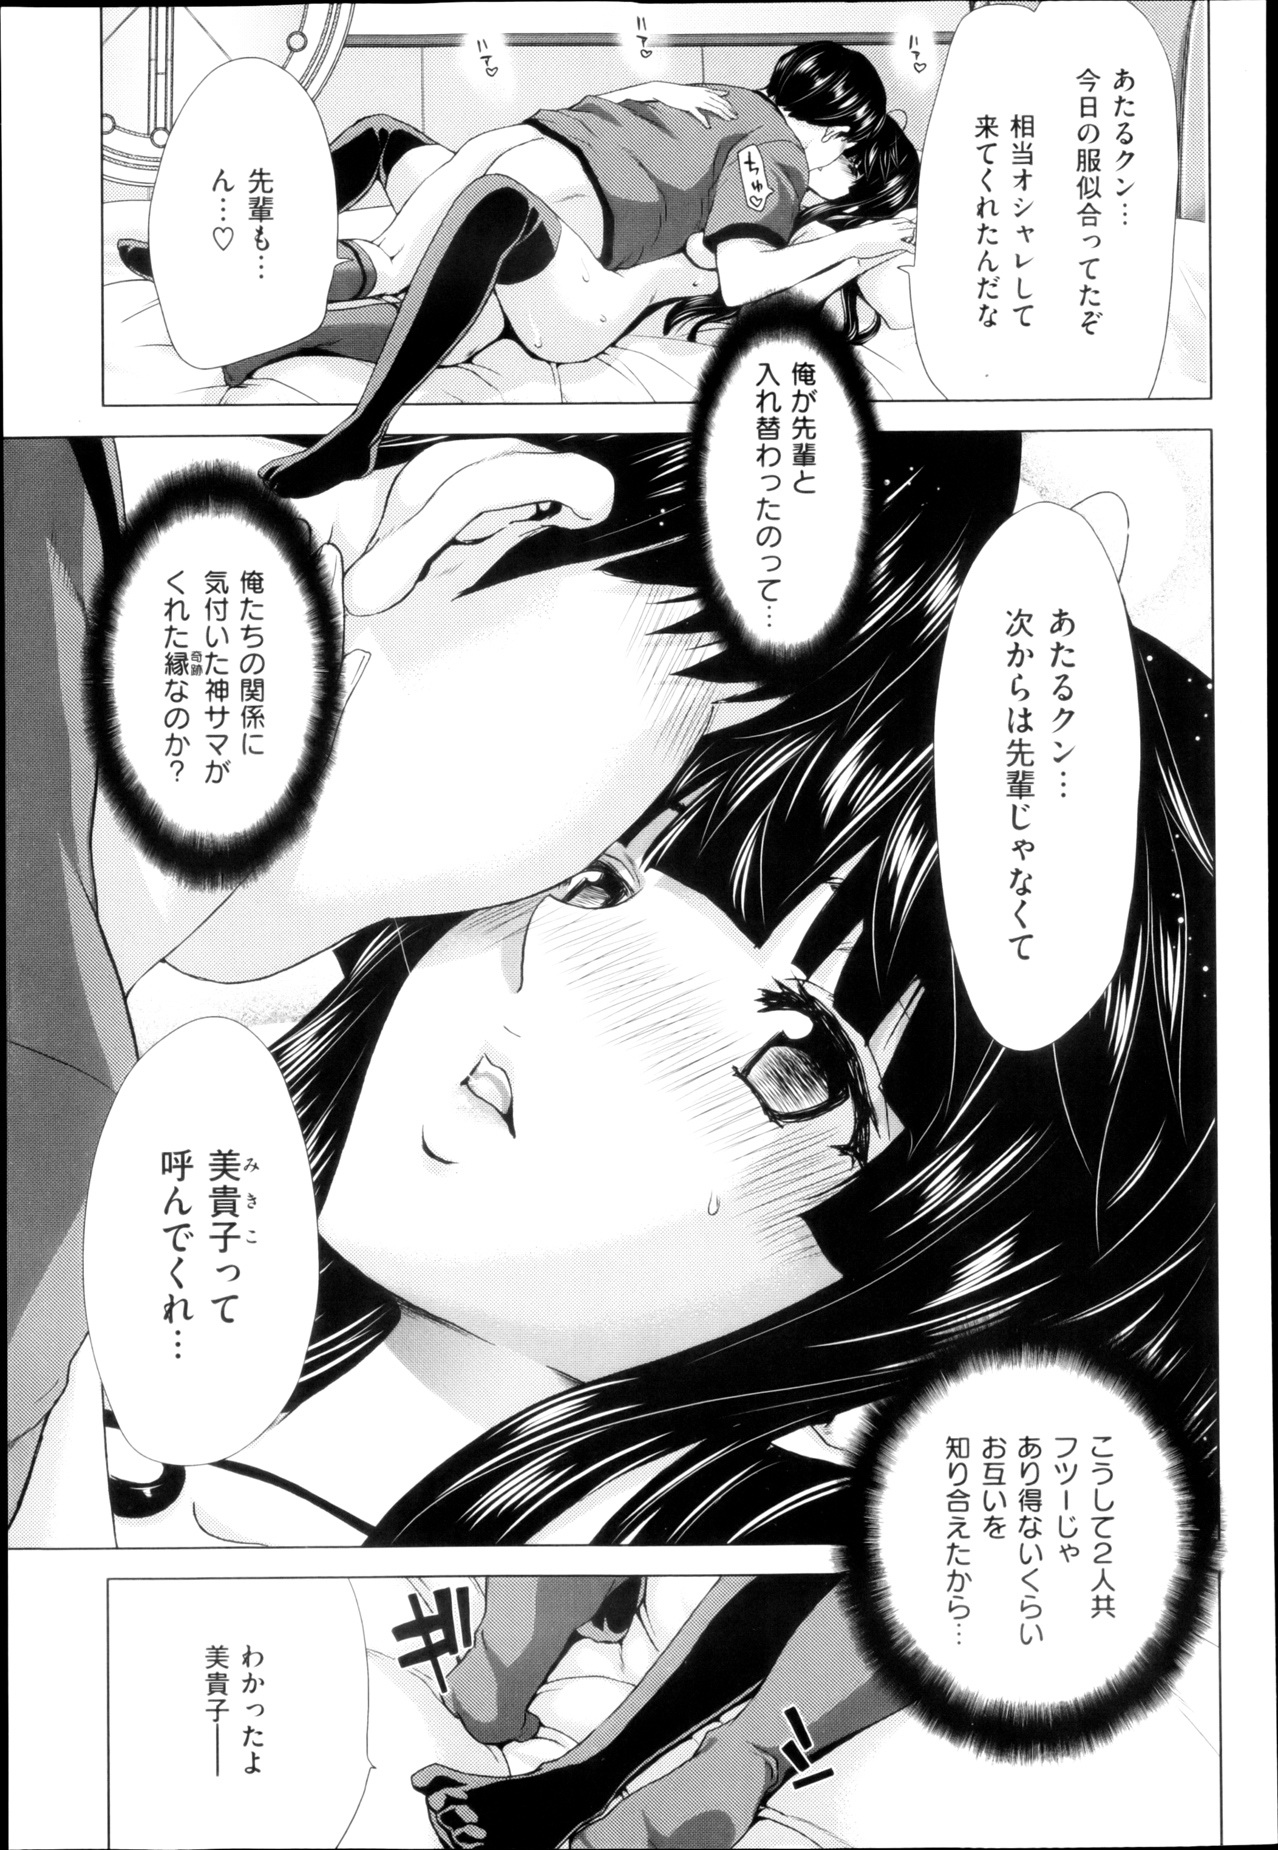 あたるクン…
今日の服似合ってたぞ
相当オシャレして
来てくれたんだな
ハァ♡
ハァ♡
ハァ♡
ちゅ♡
先輩も…
ん…♡
俺が先輩と
入れ替わったのって…
俺たちの関係に
気付いた神サマが
くれた縁なのか？
奇跡
あたるクン…
次からは先輩じゃなくて
美貴子って
みきこ
呼んでくれ…
こうして2人共
フツーじゃ
あり得ないくらい
お互いを
知り合えたから…
わかったよ
美貴子──